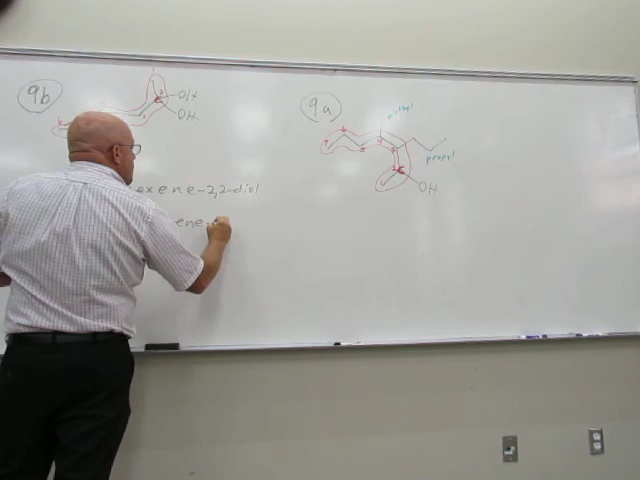 9b
OH
OH
exene-2,2-diol
ene-
9a
methyl
propyl
OH